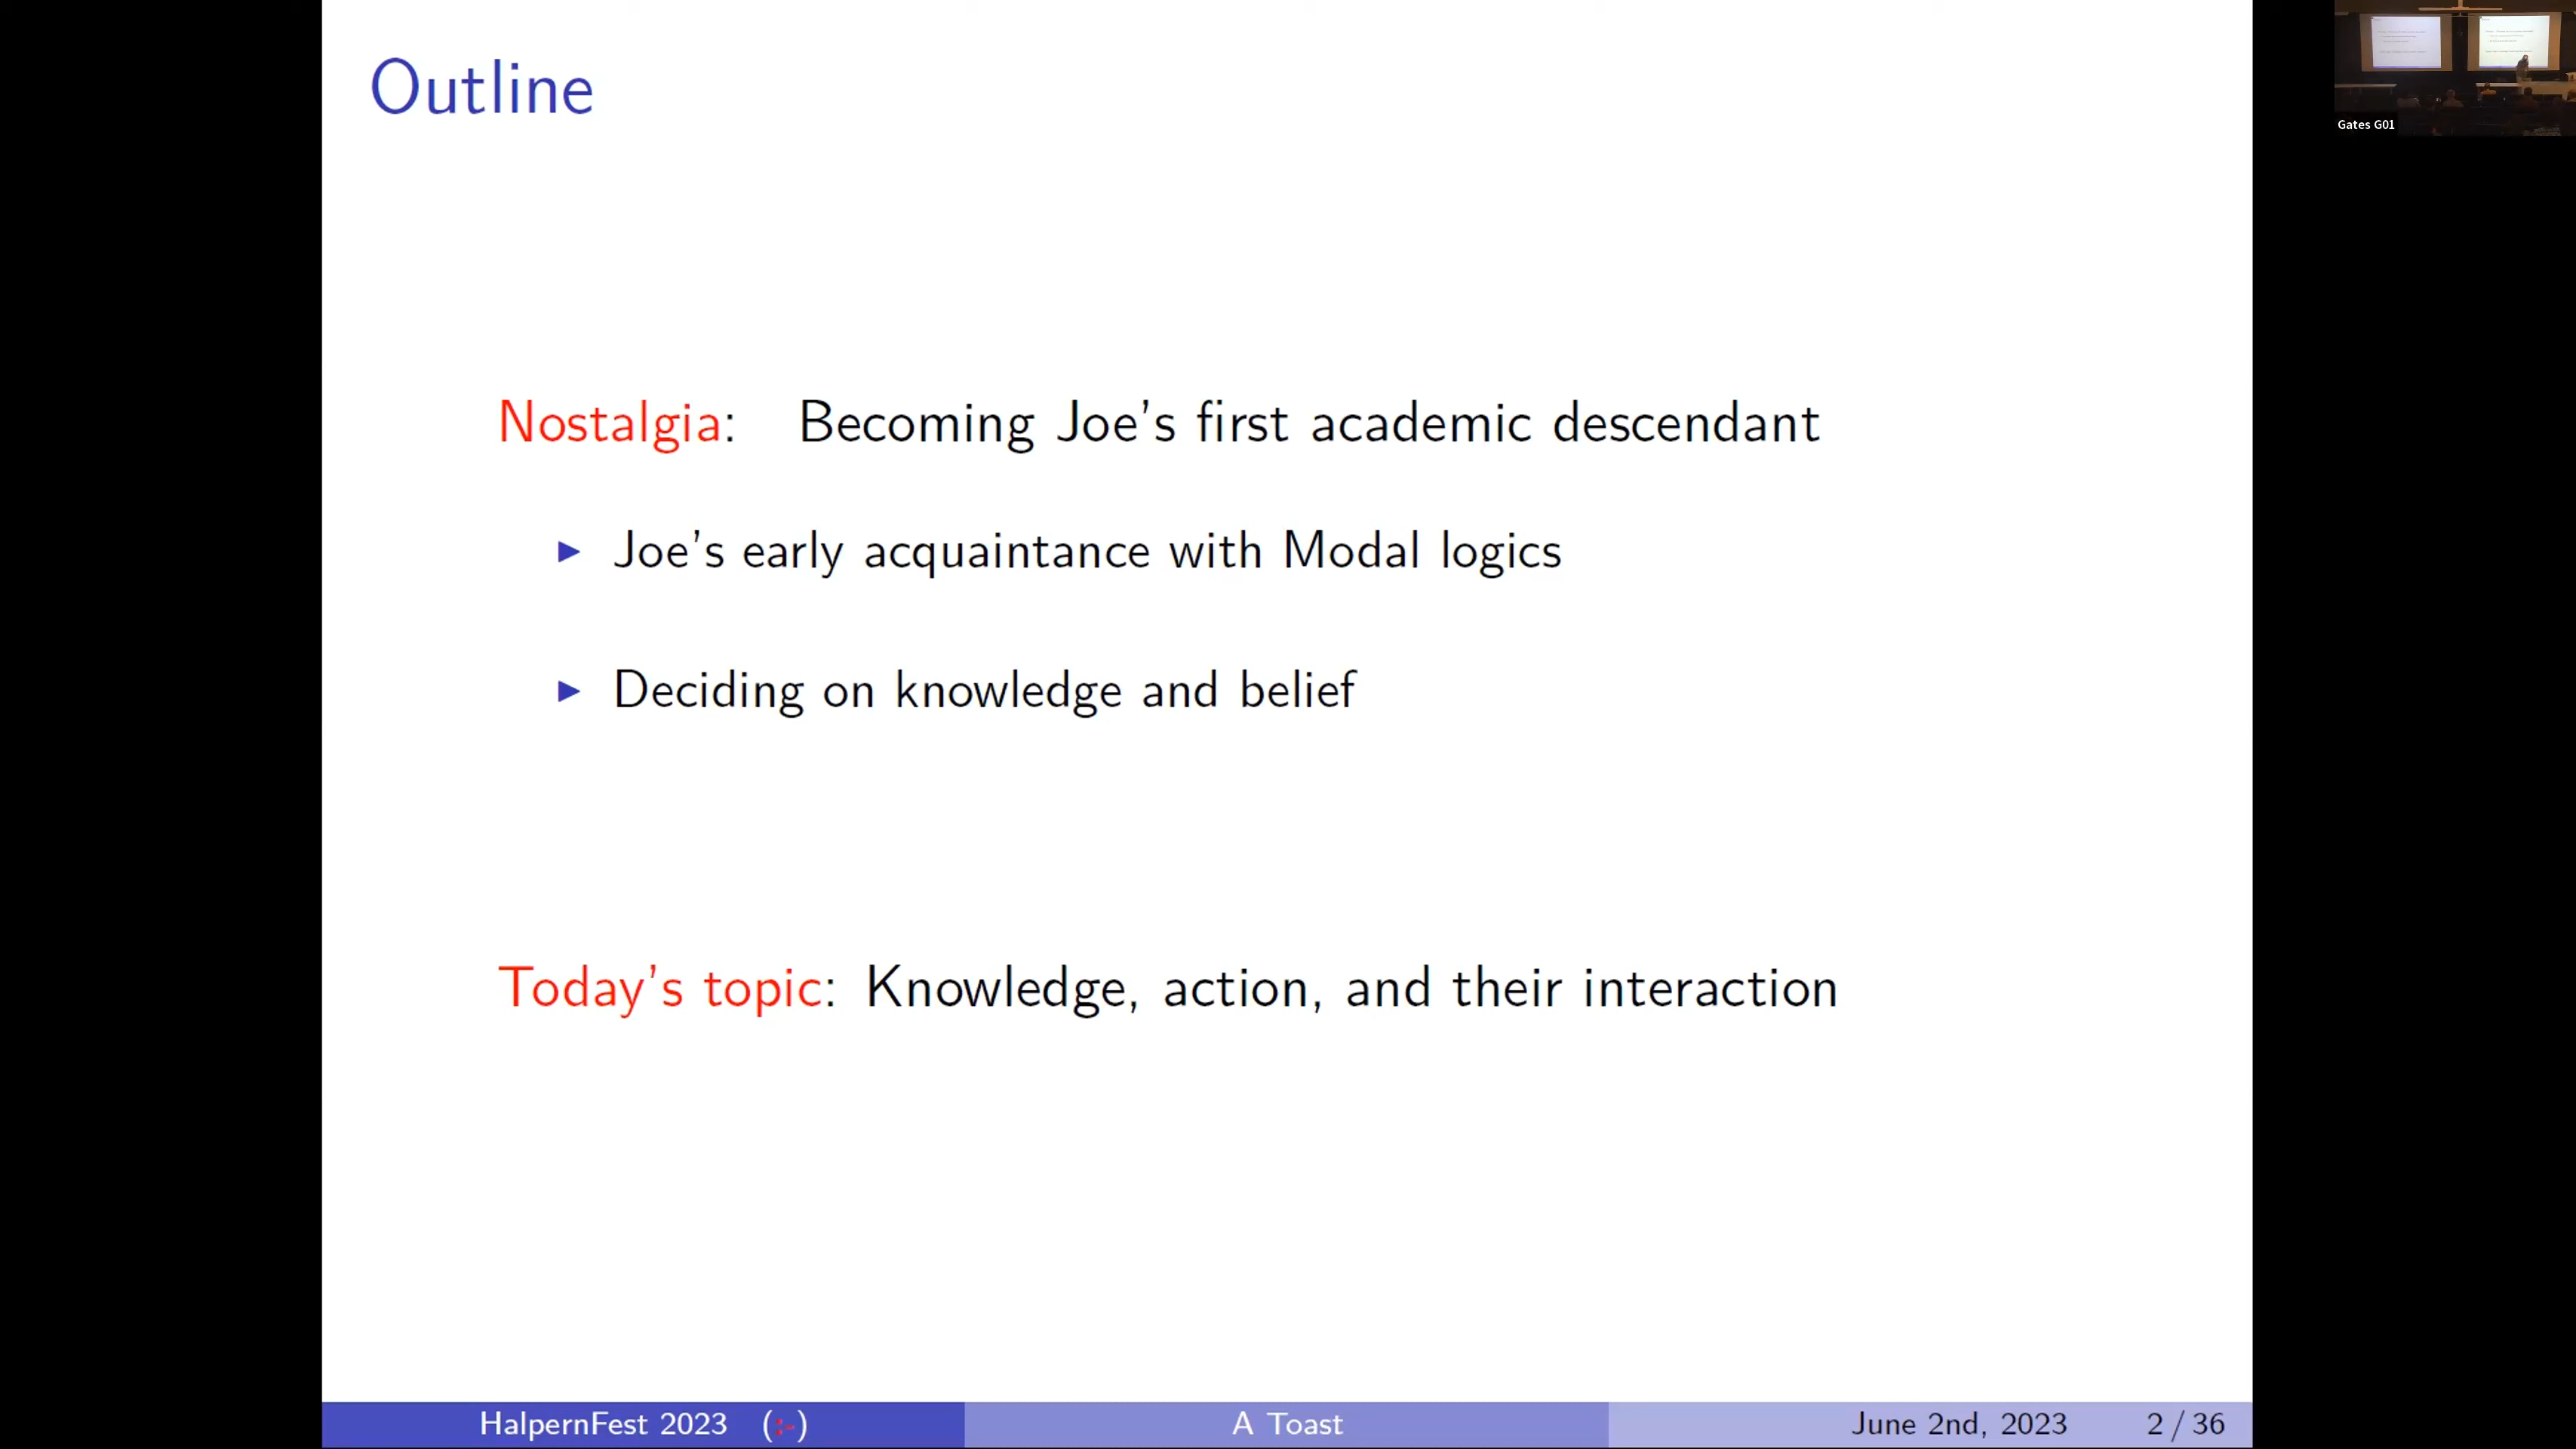 Outline
Gates G01
Nostalgia: Becoming Joe's first academic descendant
▶ Joe's early acquaintance with Modal logics
▶ Deciding on knowledge and belief
Today's topic: Knowledge, action, and their interaction
HalpernFest 2023 (:-) A Toast June 2nd, 2023 2 / 36